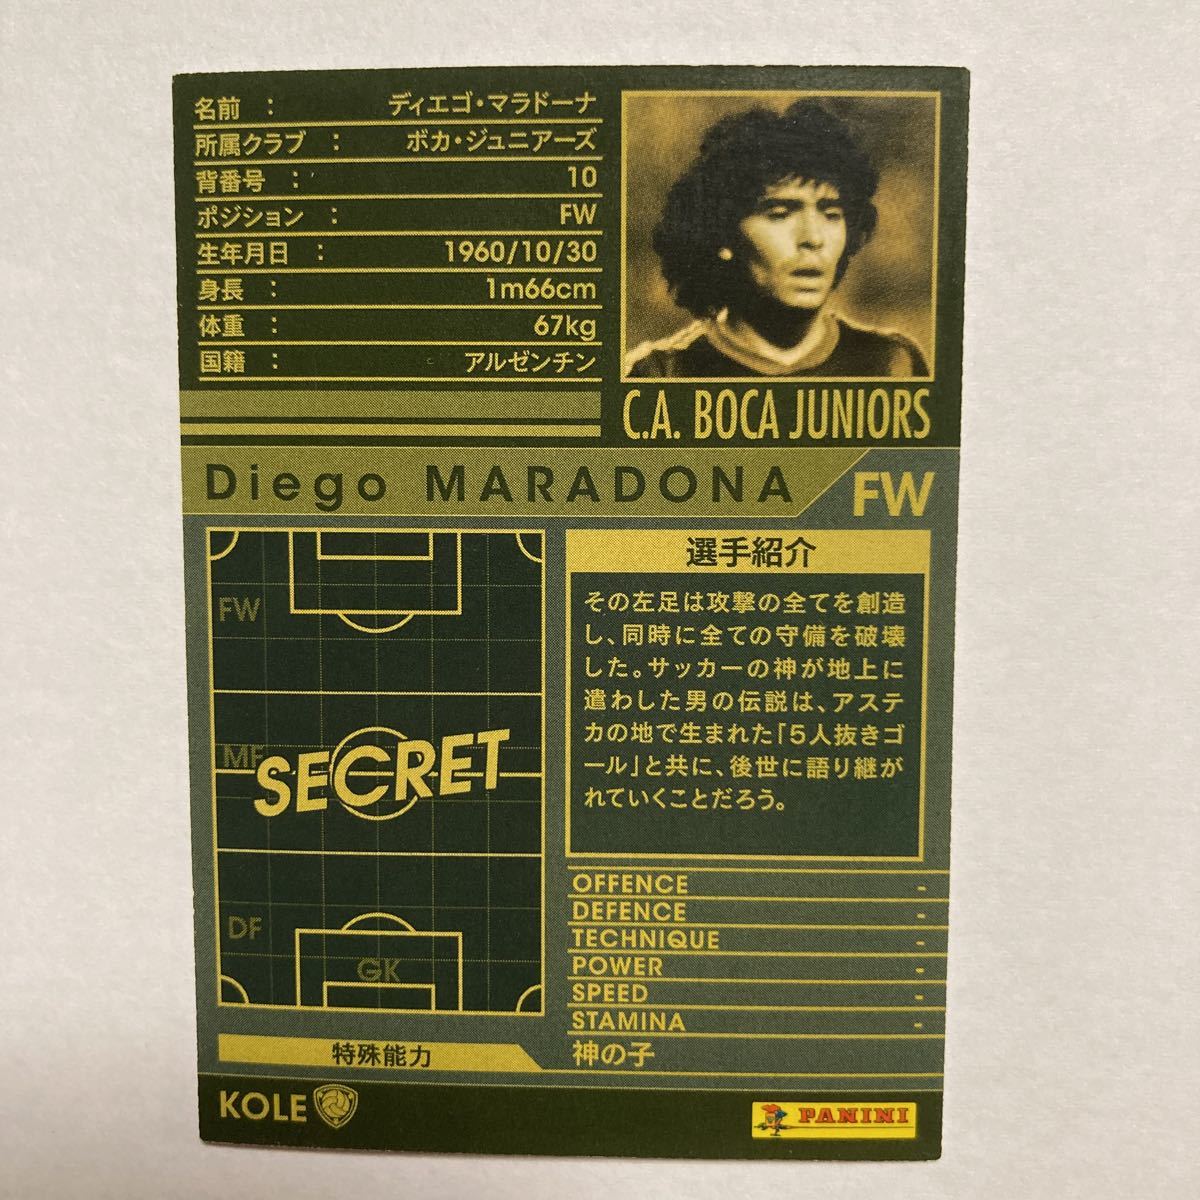 名前 : ディエゴ・マラドーナ
所属クラブ : ボカ・ジュニアーズ
背番号 : 10
ポジション : FW
生年月日 : 1960/10/30
身長 : 1m66cm
体重 : 67kg
国籍 : アルゼンチン
C.A. BOCA JUNIORS
Diego MARADONA
FW
FW
MF
SECRET
DF
GK
選手紹介
その左足は攻撃の全てを創造
し、同時に全ての守備を破壊
した。サッカーの神が地上に
遣わした男の伝説は、アステ
カの地で生まれた「5人抜きゴ
ール」と共に、後世に語り継が
れていくことだろう。
OFFENCE -
DEFENCE -
TECHNIQUE -
POWER -
SPEED -
STAMINA -
特殊能力 神の子
KOLE
PANINI